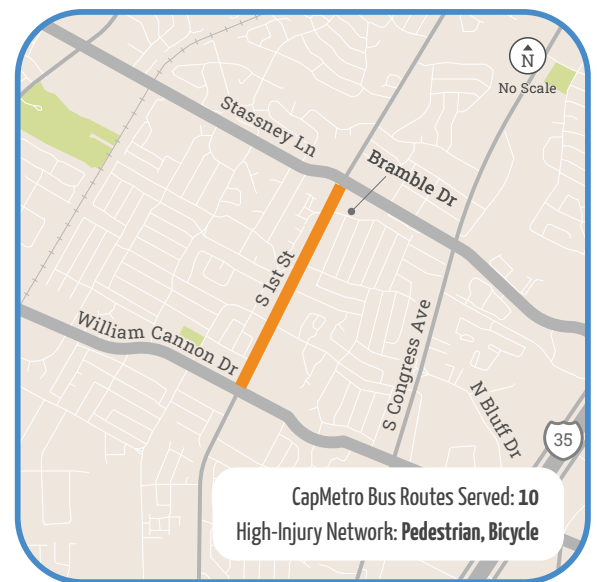 N
No Scale
Stassney Ln
Bramble Dr
S 1st St
William Cannon Dr
S Congress Ave
N Bluff Dr
35
CapMetro Bus Routes Served: 10
High-Injury Network: Pedestrian, Bicycle